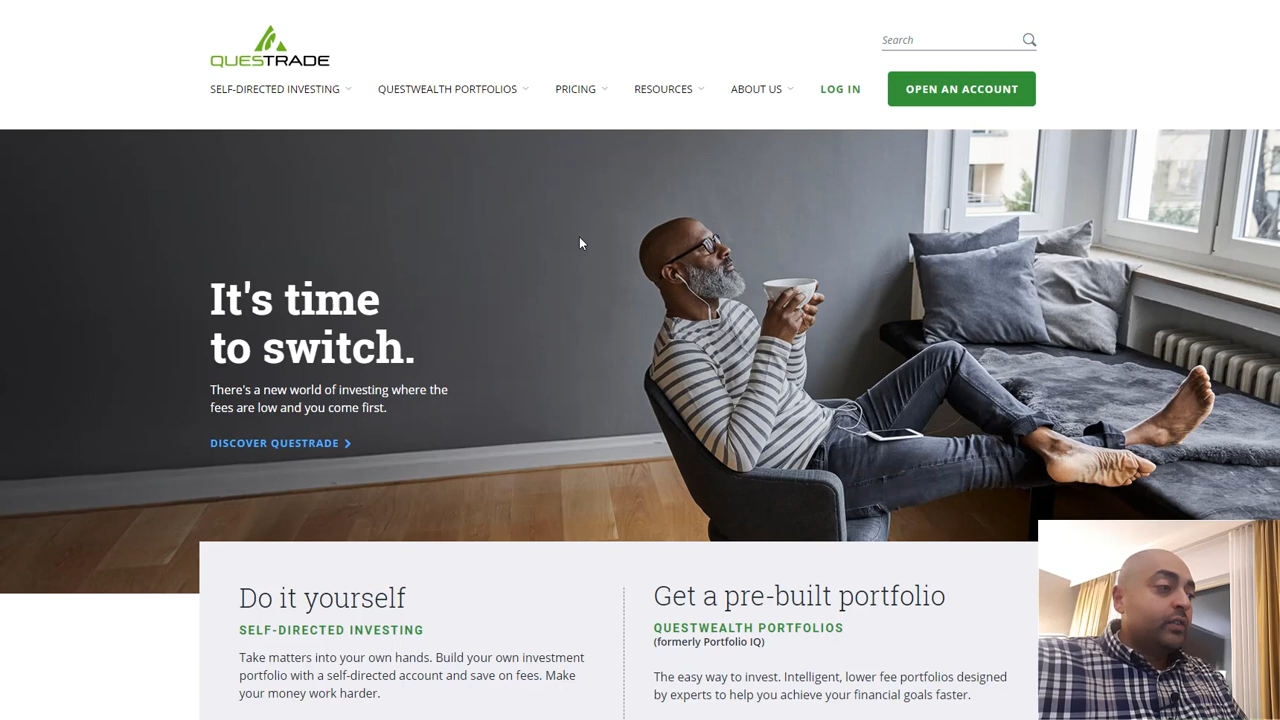 QUESTRADE
Search
SELF-DIRECTED INVESTING
QUESTWEALTH PORTFOLIOS
PRICING
RESOURCES
ABOUT US
LOG IN
OPEN AN ACCOUNT
It's time
to switch.
There's a new world of investing where the
fees are low and you come first.
DISCOVER QUESTRADE
Do it yourself
SELF-DIRECTED INVESTING
Take matters into your own hands. Build your own investment
portfolio with a self-directed account and save on fees. Make
your money work harder.
Get a pre-built portfolio
QUESTWEALTH PORTFOLIOS
(formerly Portfolio IQ)
The easy way to invest. Intelligent, lower fee portfolios designed
by experts to help you achieve your financial goals faster.